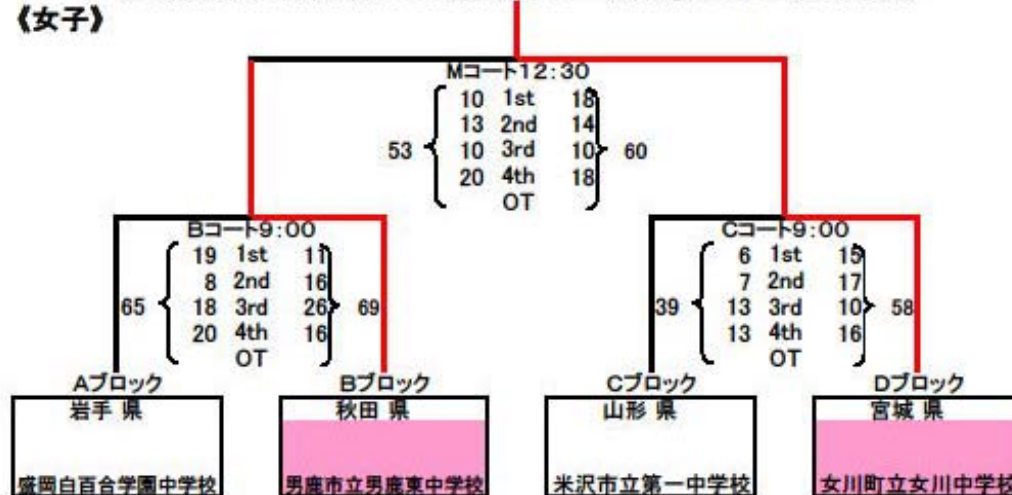 《女子》
Mコート12:30
10 1st 18
13 2nd 14
53 10 3rd 10 60
20 4th 18
OT
Bコート9:00
19 1st 11
8 2nd 16
65 18 3rd 26 69
20 4th 16
OT
Cコート9:00
6 1st 15
7 2nd 17
39 13 3rd 10 58
13 4th 16
OT
Aブロック
岩手 県
盛岡白百合学園中学校
Bブロック
秋田 県
男鹿市立男鹿東中学校
Cブロック
山形 県
米沢市立第一中学校
Dブロック
宮城 県
女川町立女川中学校